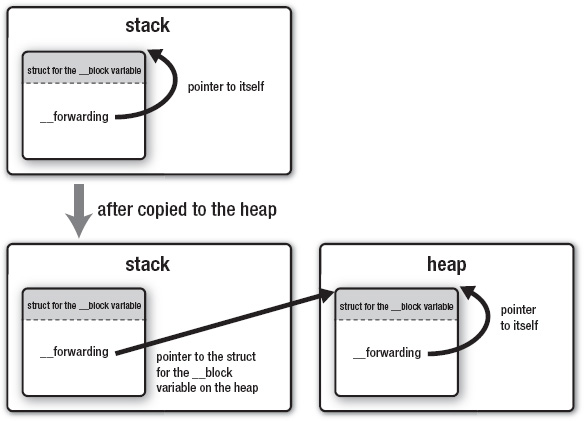 stack
struct for the __block variable
__forwarding
pointer to itself
after copied to the heap
stack
struct for the __block variable
__forwarding
pointer to the struct
for the __block
variable on the heap
heap
struct for the __block variable
__forwarding
pointer
to itself